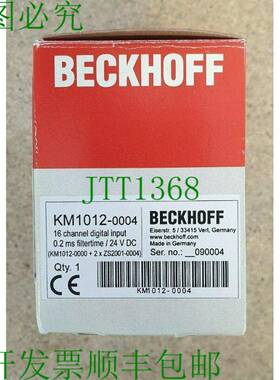 图必究
BECKHOFF
JTT1368
KM1012-0004
16 channel digital input
0.2 ms filtertime / 24 V DC
(KM1012-0000 + 2 x ZS2001-0004)
Qty. 1
BECKHOFF
Eiserstr. 5 / 33415 Verl, Germany
www.beckhoff.com / Germany
Ser. no.: __090004
KM1012-0004
开发票顺丰包邮